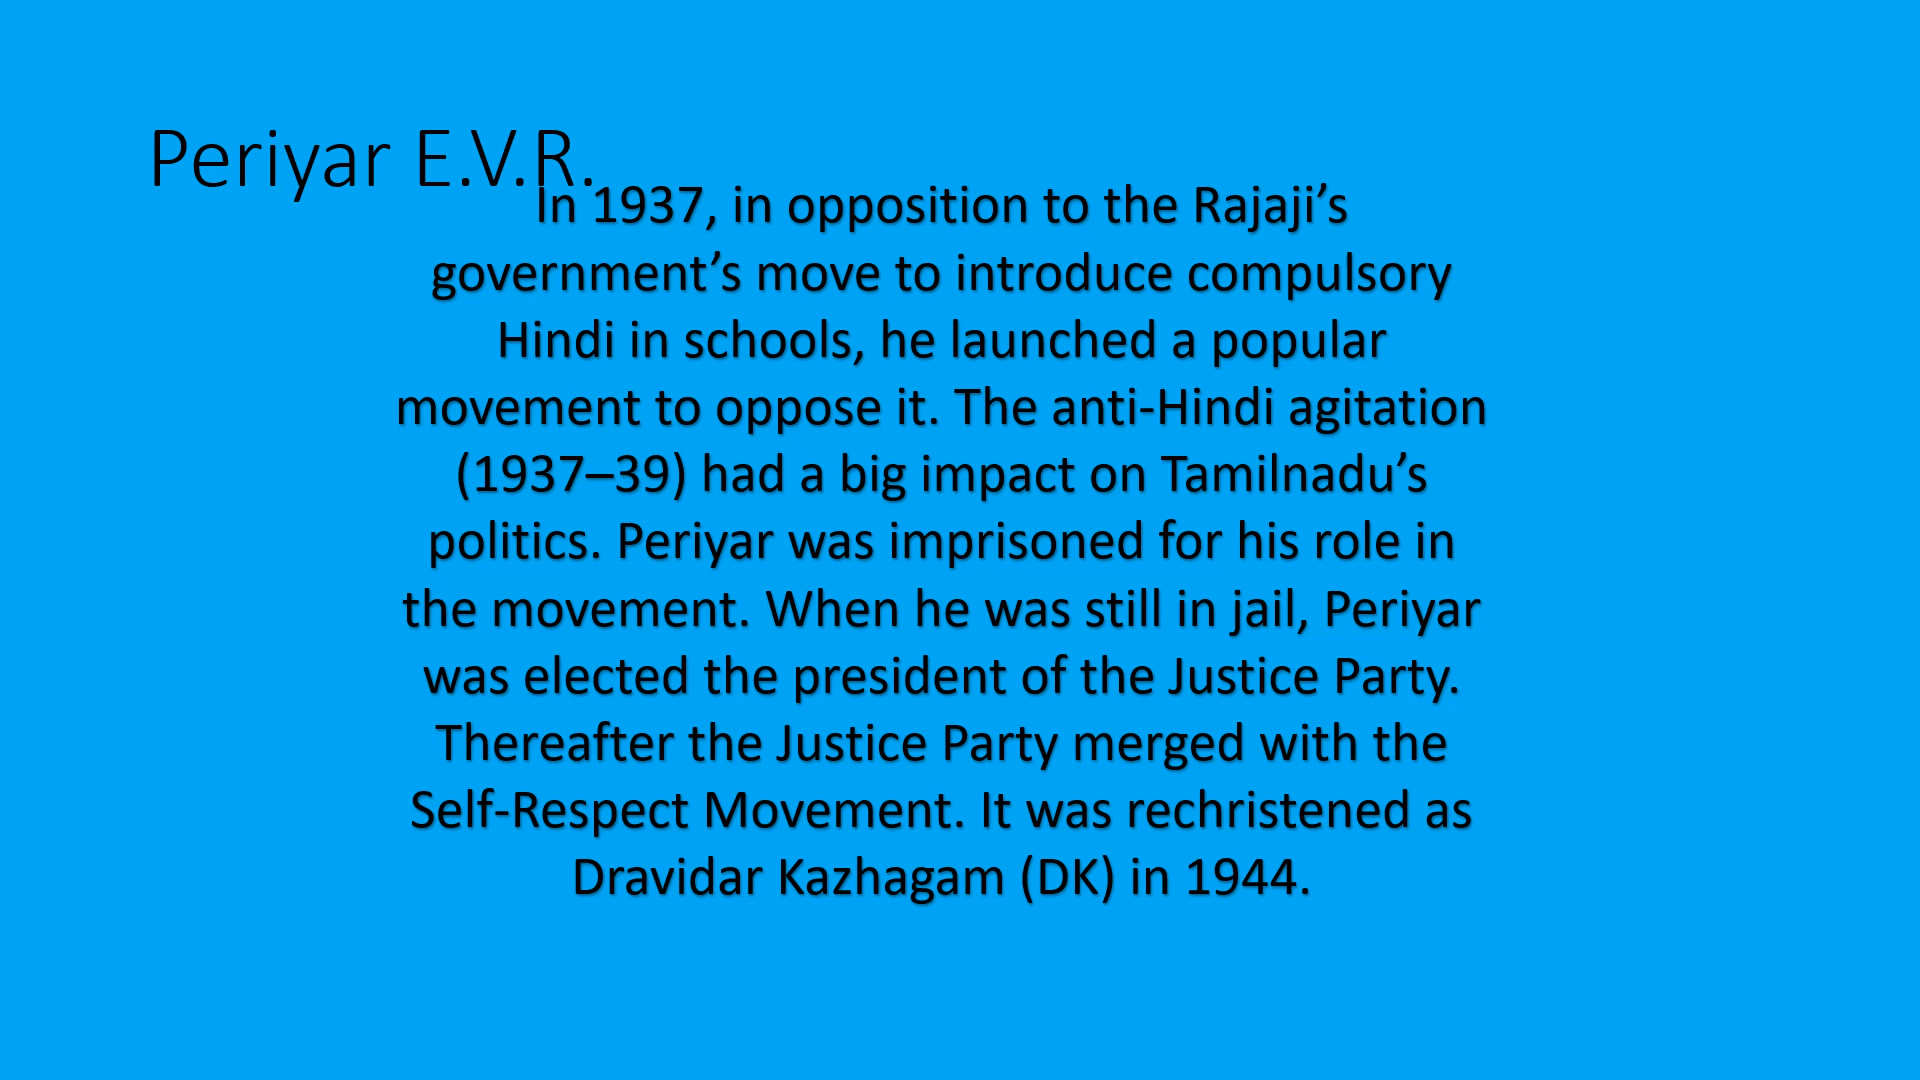 Periyar E.V.R.
In 1937, in opposition to the Rajaji’s
government’s move to introduce compulsory
Hindi in schools, he launched a popular
movement to oppose it. The anti-Hindi agitation
(1937–39) had a big impact on Tamilnadu’s
politics. Periyar was imprisoned for his role in
the movement. When he was still in jail, Periyar
was elected the president of the Justice Party.
Thereafter the Justice Party merged with the
Self-Respect Movement. It was rechristened as
Dravidar Kazhagam (DK) in 1944.